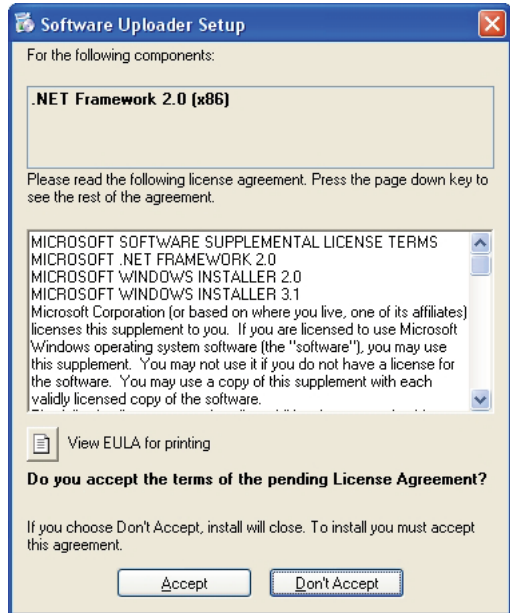 Software Uploader Setup
For the following components:
.NET Framework 2.0 (x86)
Please read the following license agreement. Press the page down key to
see the rest of the agreement.
MICROSOFT SOFTWARE SUPPLEMENTAL LICENSE TERMS
MICROSOFT .NET FRAMEWORK 2.0
MICROSOFT WINDOWS INSTALLER 2.0
MICROSOFT WINDOWS INSTALLER 3.1
Microsoft Corporation (or based on where you live, one of its affiliates)
licenses this supplement to you.  If you are licensed to use Microsoft
Windows operating system software (the "software"), you may use
this supplement.  You may not use it if you do not have a license for
the software.  You may use a copy of this supplement with each
validly licensed copy of the software.
View EULA for printing
Do you accept the terms of the pending License Agreement?
If you choose Don't Accept, install will close. To install you must accept
this agreement.
Accept
Don't Accept